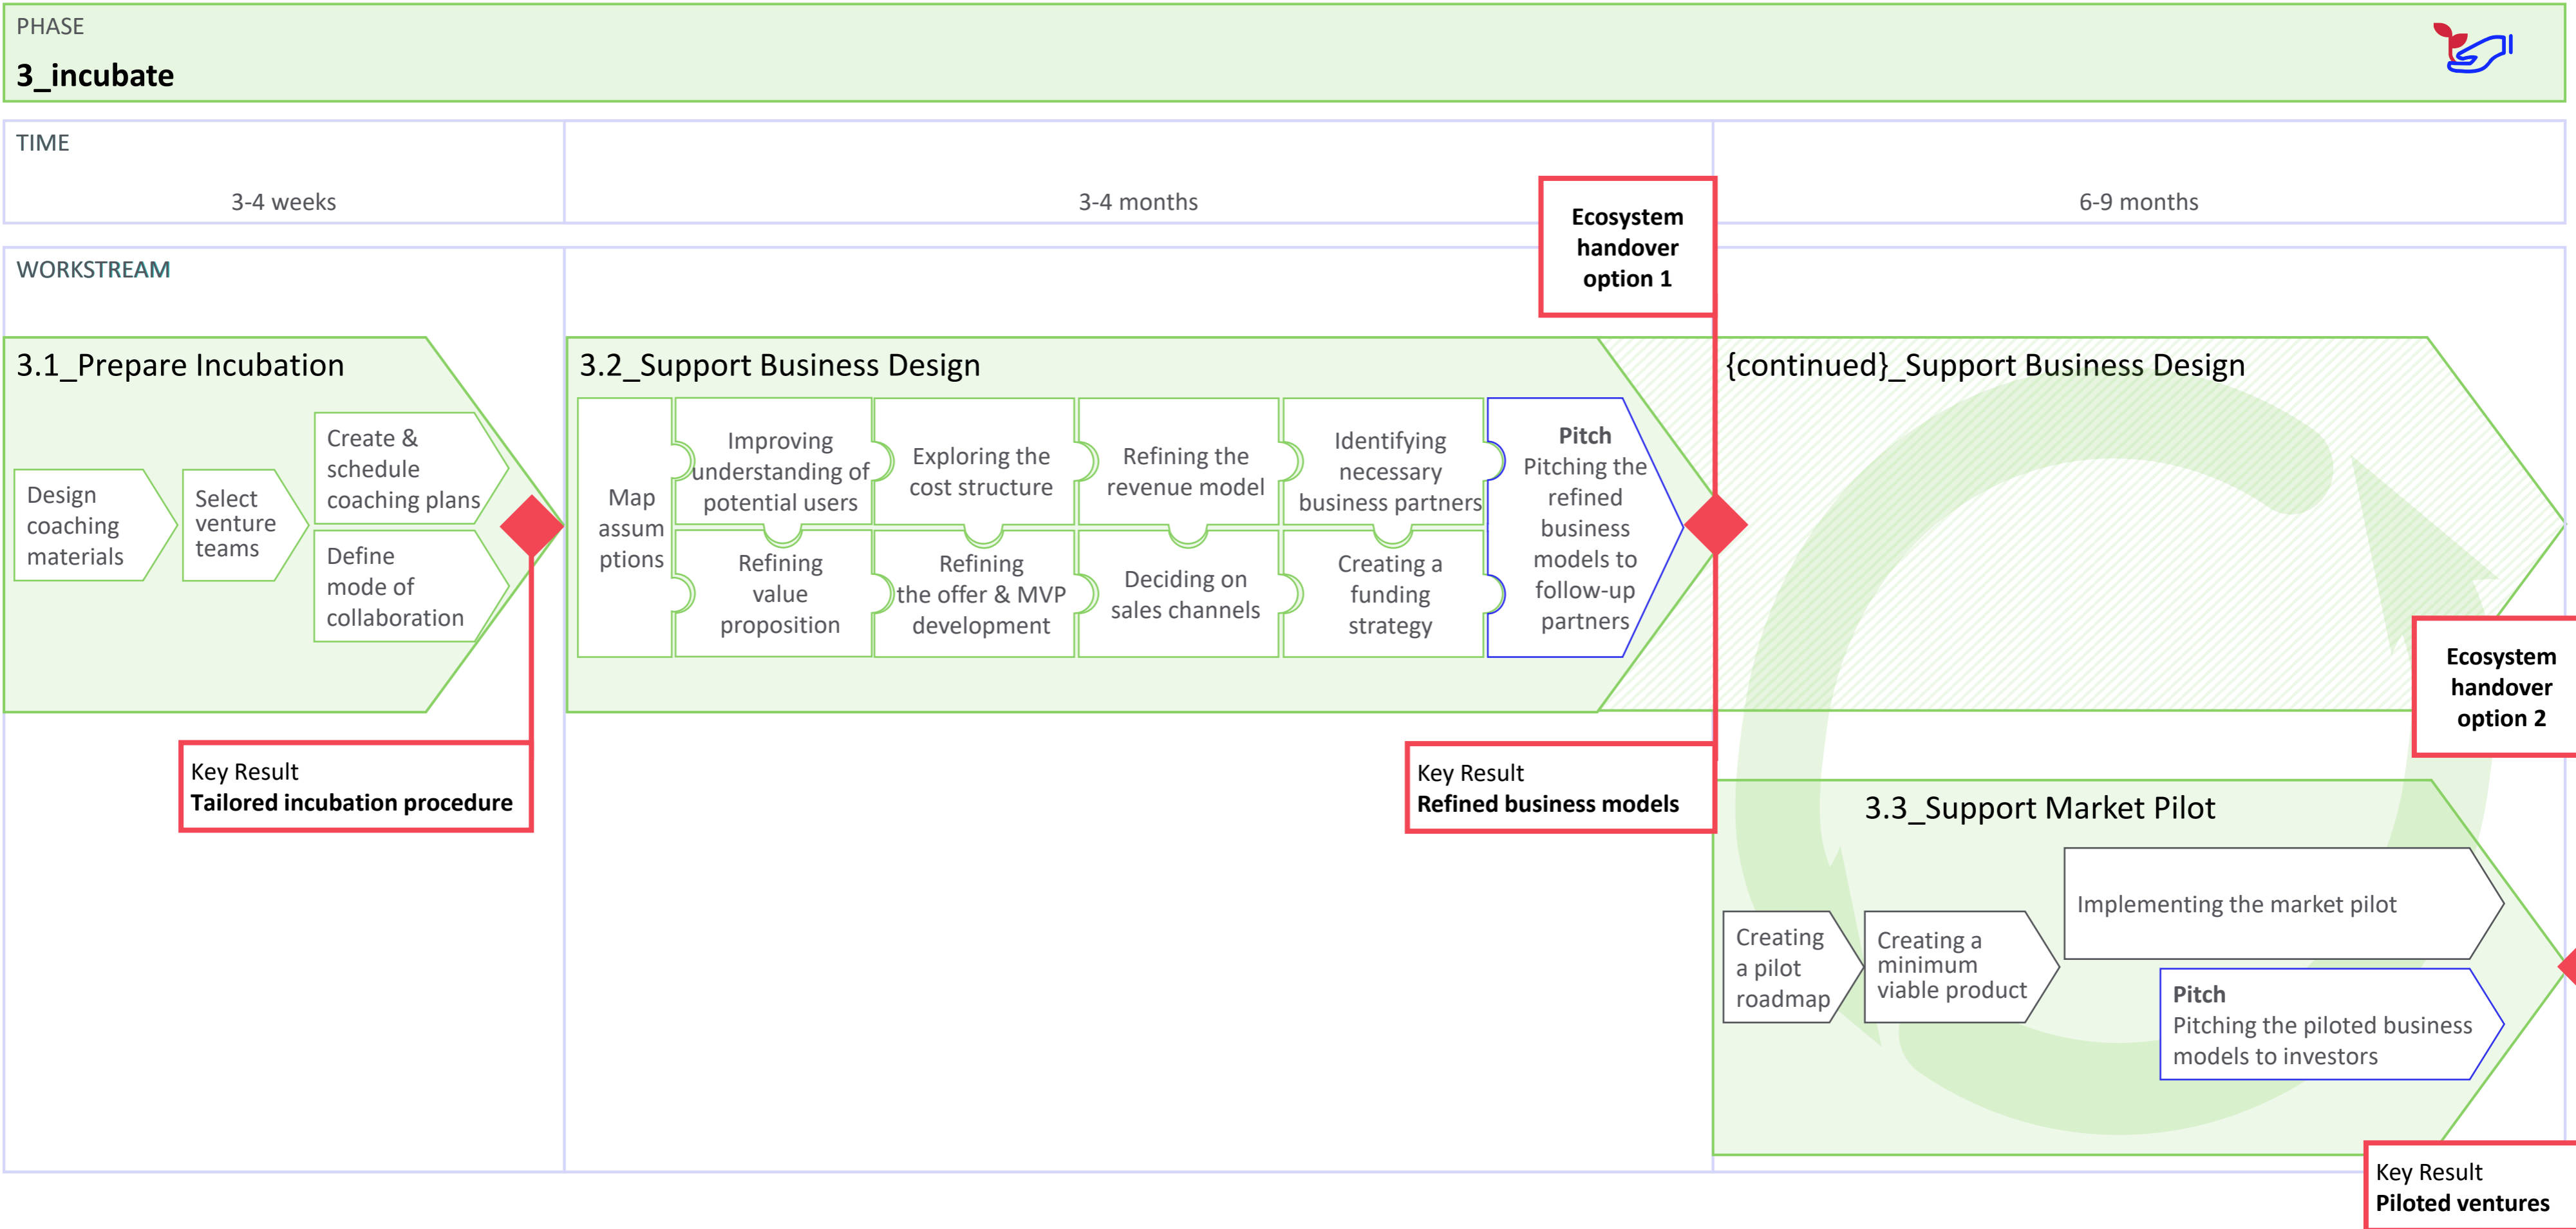 PHASE
3_incubate
TIME
3-4 weeks
3-4 months
6-9 months
Ecosystem
handover
option 1
WORKSTREAM
3.1_Prepare Incubation
Design
coaching
materials
Select
venture
teams
Create &
schedule
coaching plans
Define
mode of
collaboration
Key Result
Tailored incubation procedure
3.2_Support Business Design
Map
assum
ptions
Improving
understanding of
potential users
Exploring the
cost structure
Refining the
revenue model
Identifying
necessary
business partners
Refining
value
proposition
Refining
the offer & MVP
development
Deciding on
sales channels
Creating a
funding
strategy
Pitch
Pitching the
refined
business
models to
follow-up
partners
Key Result
Refined business models
{continued}_Support Business Design
Ecosystem
handover
option 2
3.3_Support Market Pilot
Creating
a pilot
roadmap
Creating a
minimum
viable product
Implementing the market pilot
Pitch
Pitching the piloted business
models to investors
Key Result
Piloted ventures